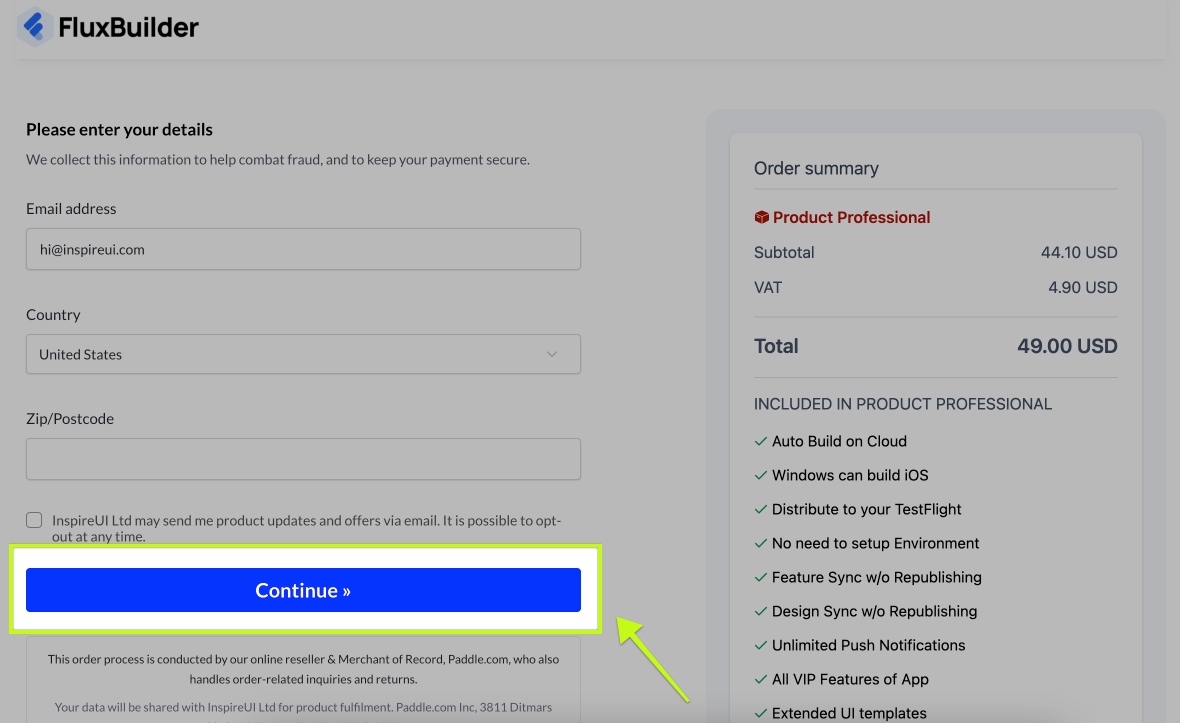 FluxBuilder
Please enter your details
We collect this information to help combat fraud, and to keep your payment secure.
Email address
hi@inspireui.com
Country
United States
Zip/Postcode
InspireUI Ltd may send me product updates and offers via email. It is possible to opt-
out at any time.
Continue »
This order process is conducted by our online reseller & Merchant of Record, Paddle.com, who also
handles order-related inquiries and returns.
Your data will be shared with InspireUI Ltd for product fulfilment. Paddle.com Inc, 3811 Ditmars
Order summary
Product Professional
Subtotal 44.10 USD
VAT 4.90 USD
Total 49.00 USD
INCLUDED IN PRODUCT PROFESSIONAL
Auto Build on Cloud
Windows can build iOS
Distribute to your TestFlight
No need to setup Environment
Feature Sync w/o Republishing
Design Sync w/o Republishing
Unlimited Push Notifications
All VIP Features of App
Extended UI templates